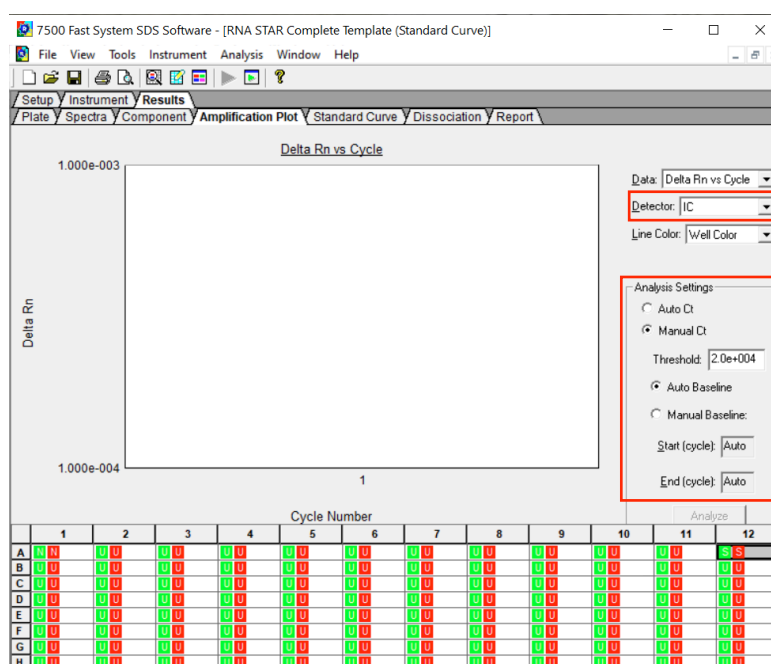 7500 Fast System SDS Software - [RNA STAR Complete Template (Standard Curve)]
File View Tools Instrument Analysis Window Help
Setup Instrument Results
Plate Spectra Component Amplification Plot Standard Curve Dissociation Report
Delta Rn vs Cycle
1.000e-003
Delta Rn
1.000e-004
1
Cycle Number
Data: Delta Rn vs Cycle
Detector: IC
Line Color: Well Color
Analysis Settings
Auto Ct
Manual Ct
Threshold: 2.0e+004
Auto Baseline
Manual Baseline:
Start (cycle): Auto
End (cycle): Auto
Analyze
1 2 3 4 5 6 7 8 9 10 11 12
A N N U U U U U U U U U U U U U U U U U U U U S S
B U U U U U U U U U U U U U U U U U U U U U U U U
C U U U U U U U U U U U U U U U U U U U U U U U U
D U U U U U U U U U U U U U U U U U U U U U U U U
E U U U U U U U U U U U U U U U U U U U U U U U U
F U U U U U U U U U U U U U U U U U U U U U U U U
G U U U U U U U U U U U U U U U U U U U U U U U U
H U U U U U U U U U U U U U U U U U U U U U U U U